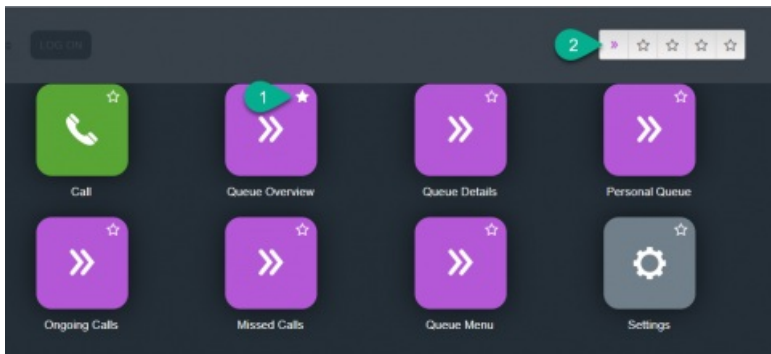 LOG ON
2
1
Call
Queue Overview
Queue Details
Personal Queue
Ongoing Calls
Missed Calls
Queue Menu
Settings